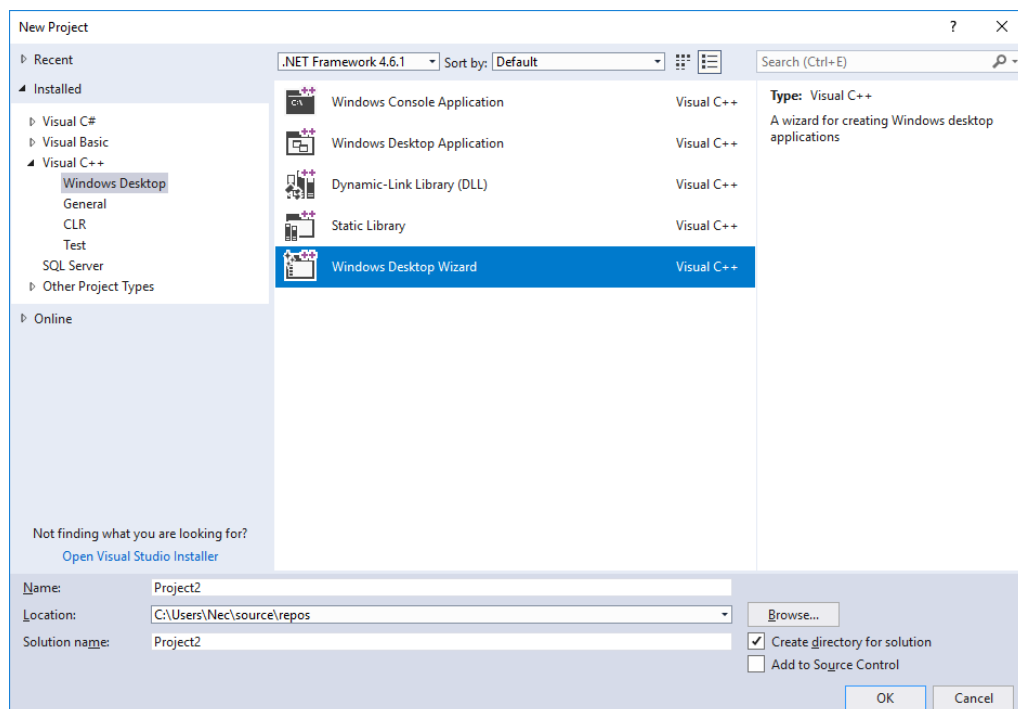 New Project
?
Recent
.NET Framework 4.6.1 Sort by: Default
Search (Ctrl+E)
Installed
Visual C#
Visual Basic
Visual C++
Windows Desktop
General
CLR
Test
SQL Server
Other Project Types
Online
Windows Console Application Visual C++
Windows Desktop Application Visual C++
Dynamic-Link Library (DLL) Visual C++
Static Library Visual C++
Windows Desktop Wizard Visual C++
Type: Visual C++
A wizard for creating Windows desktop
applications
Not finding what you are looking for?
Open Visual Studio Installer
Name: Project2
Location: C:\Users\Nec\source\repos Browse...
Solution name: Project2
Create directory for solution
Add to Source Control
OK Cancel